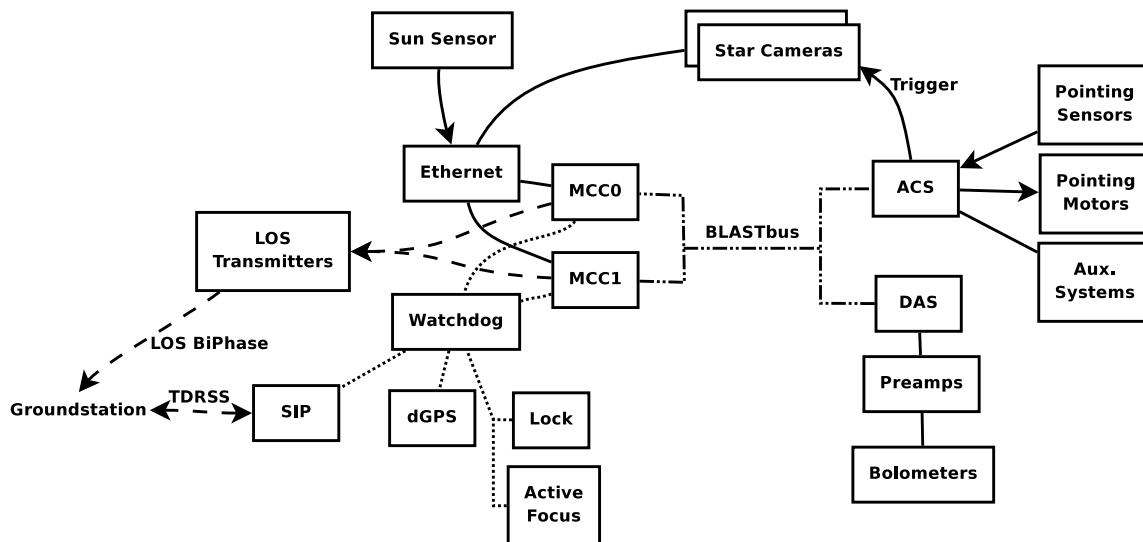 Sun Sensor
Star Cameras
Trigger
Pointing
Sensors
Ethernet
MCC0
ACS
Pointing
Motors
LOS
Transmitters
BLASTbus
MCC1
Aux.
Systems
Watchdog
DAS
LOS BiPhase
Preamps
TDRSS
Groundstation
SIP
dGPS
Lock
Bolometers
Active
Focus